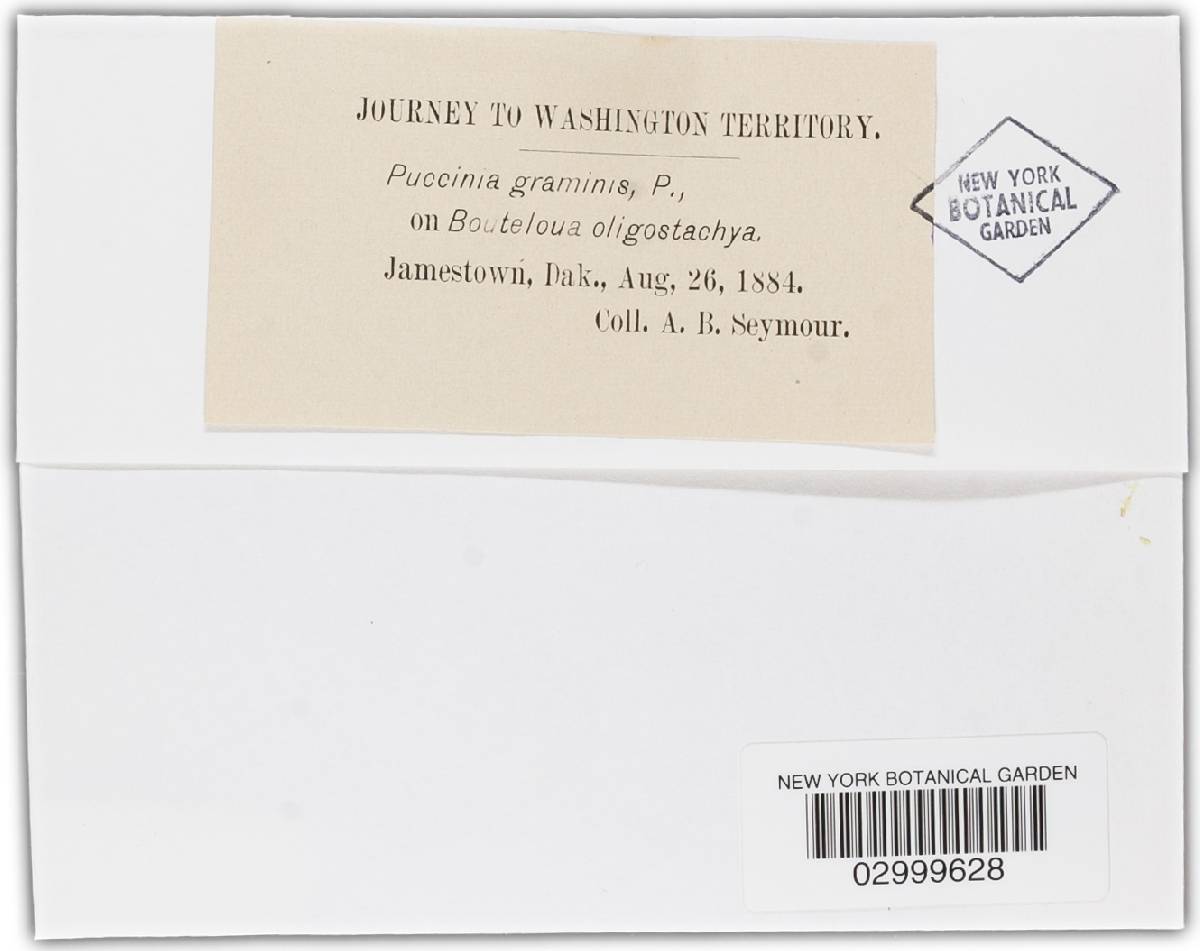 JOURNEY TO WASHINGTON TERRITORY.
Puccinia graminis, P.,
on Bouteloua oligostachya.
Jamestown, Dak., Aug, 26, 1884.
Coll. A. B. Seymour.
NEW YORK
BOTANICAL
GARDEN
NEW YORK BOTANICAL GARDEN
02999628